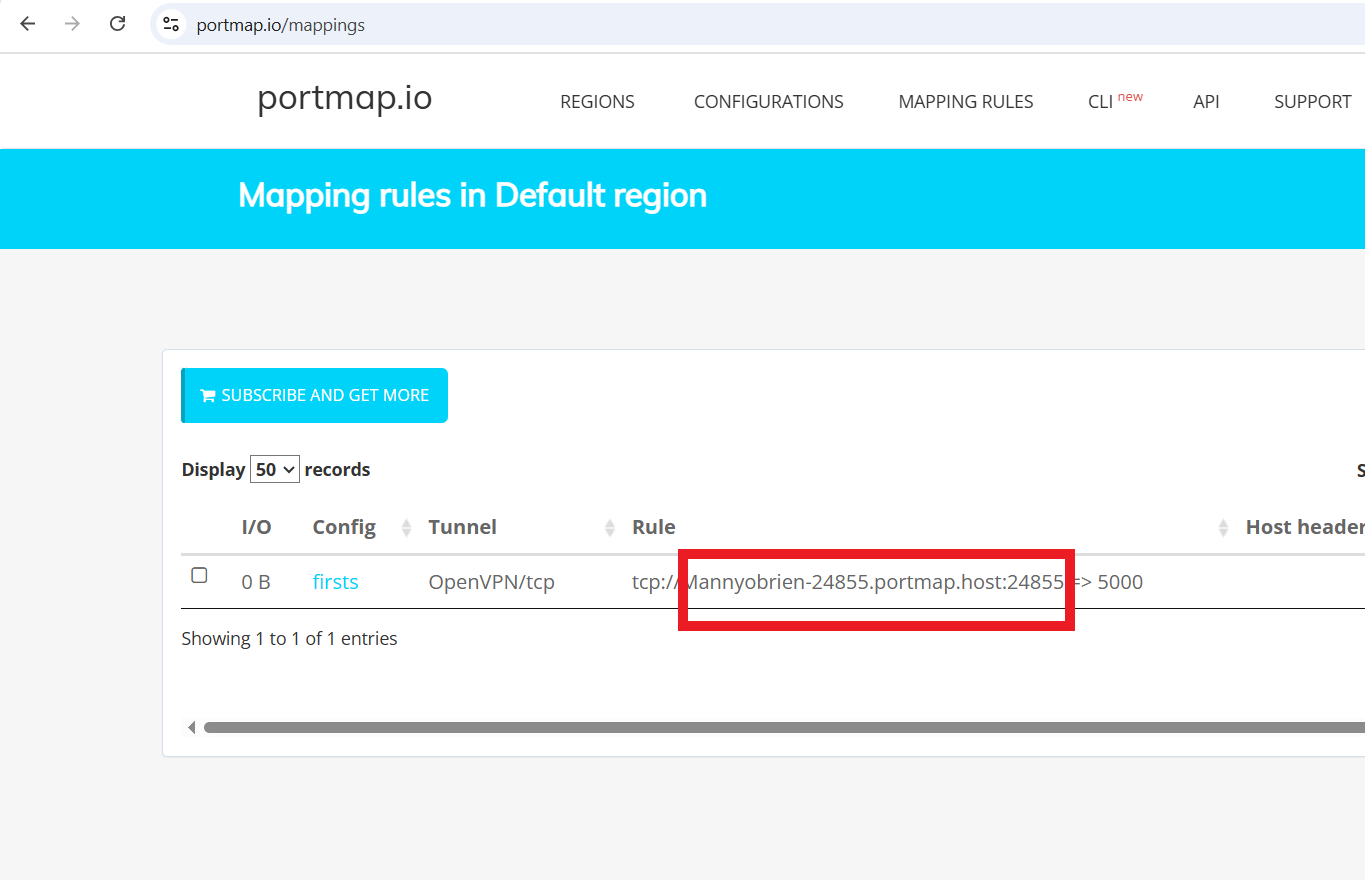 portmap.io/mappings
portmap.io REGIONS CONFIGURATIONS MAPPING RULES CLI new API SUPPORT
Mapping rules in Default region
SUBSCRIBE AND GET MORE
Display 50 records S
I/O Config Tunnel Rule Host header
0 B firsts OpenVPN/tcp tcp://Mannyobrien-24855.portmap.host:24855 => 5000
Showing 1 to 1 of 1 entries